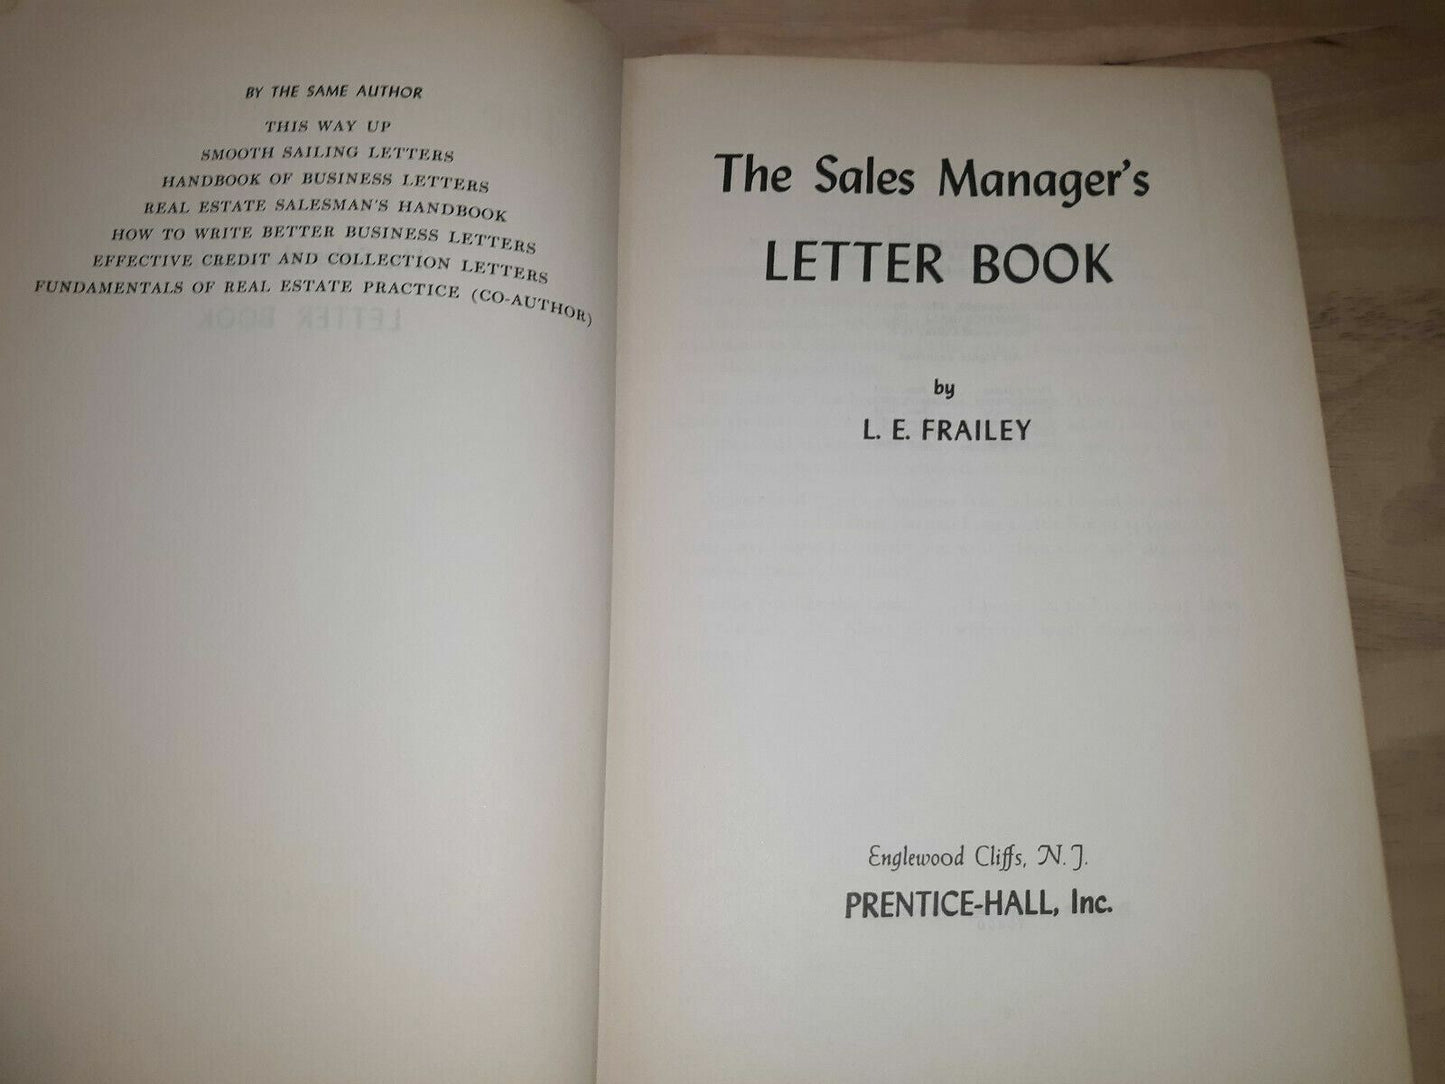 BY THE SAME AUTHOR
THIS WAY UP
SMOOTH SAILING LETTERS
HANDBOOK OF BUSINESS LETTERS
REAL ESTATE SALESMAN'S HANDBOOK
HOW TO WRITE BETTER BUSINESS LETTERS
EFFECTIVE CREDIT AND COLLECTION LETTERS
FUNDAMENTALS OF REAL ESTATE PRACTICE (CO-AUTHOR)
LETTER BOOK
The Sales Manager's
LETTER BOOK
by
L. E. FRAILEY
Englewood Cliffs, N. J.
PRENTICE-HALL, Inc.